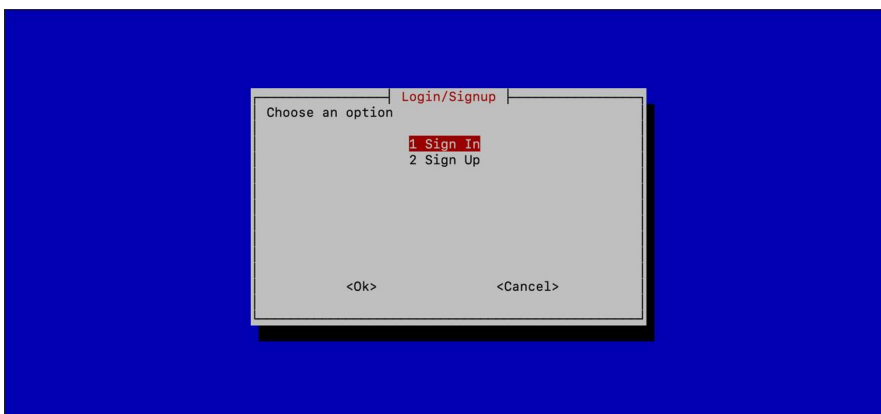 Login/Signup
Choose an option
1 Sign In
2 Sign Up
<Ok> <Cancel>